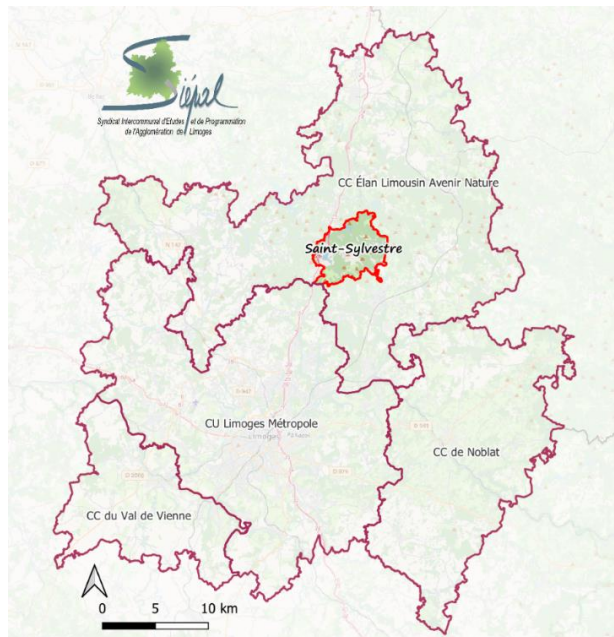 Siépal
Syndicat Intercommunal d'Etudes et de Programmation
de l'Agglomération de Limoges
CC Élan Limousin Avenir Nature
Saint-Sylvestre
CU Limoges Métropole
CC de Noblat
CC du Val de Vienne
0 5 10 km